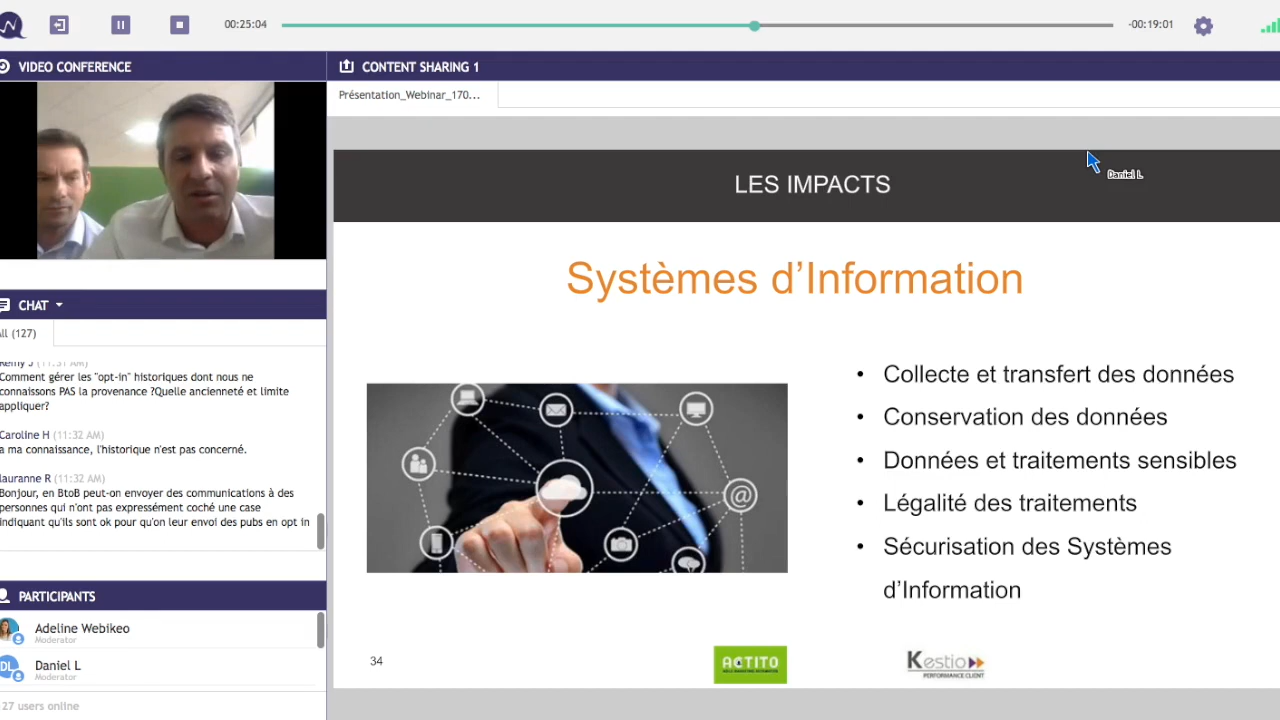 00:25:04
-00:19:01
VIDEO CONFERENCE
CONTENT SHARING 1
Présentation_Webinar_170...
Daniel L
LES IMPACTS
Systèmes d'Information
• Collecte et transfert des données
• Conservation des données
• Données et traitements sensibles
• Légalité des traitements
• Sécurisation des Systèmes
d'Information
34
ACTITO
Kestio
PERFORMANCE CLIENT
CHAT
(127)
Comment gérer les "opt-in" historiques dont nous ne
connaissons PAS la provenance ?Quelle ancienneté et limite
appliquer?
Caroline H (11:32 AM)
a ma connaissance, l'historique n'est pas concerné.
lauranne R (11:32 AM)
Bonjour, en BtoB peut-on envoyer des communications à des
personnes qui n'ont pas expressément coché une case
indiquant qu'ils sont ok pour qu'on leur envoi des pubs en opt in
PARTICIPANTS
Adeline Webikeo
Moderator
DL
Daniel L
Moderator
27 users online